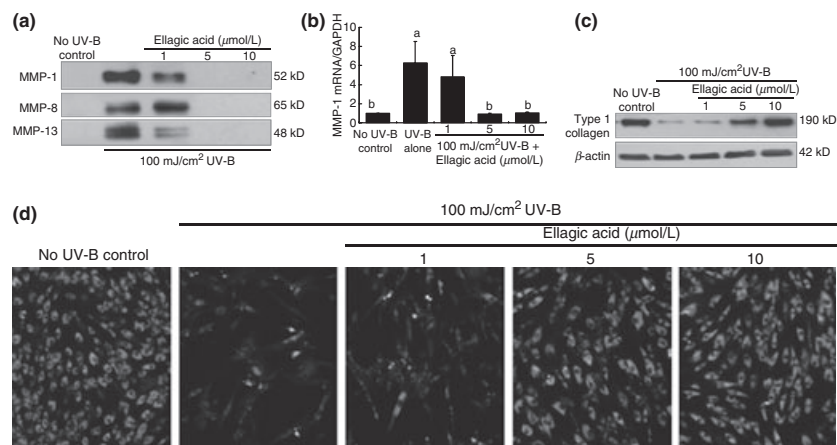 (a)
No UV-B control
Ellagic acid (μmol/L)
1 5 10
MMP-1 52 kD
MMP-8 65 kD
MMP-13 48 kD
100 mJ/cm² UV-B
(b)
MMP-1 mRNA/GAPDH
10
8
6
4
2
0
b a a b b
No UV-B control
UV-B alone
1 5 10
100 mJ/cm²UV-B +
Ellagic acid (μmol/L)
(c)
100 mJ/cm²UV-B
No UV-B control
Ellagic acid (μmol/L)
1 5 10
Type 1 collagen 190 kD
β-actin 42 kD
(d)
100 mJ/cm² UV-B
Ellagic acid (μmol/L)
No UV-B control
1 5 10